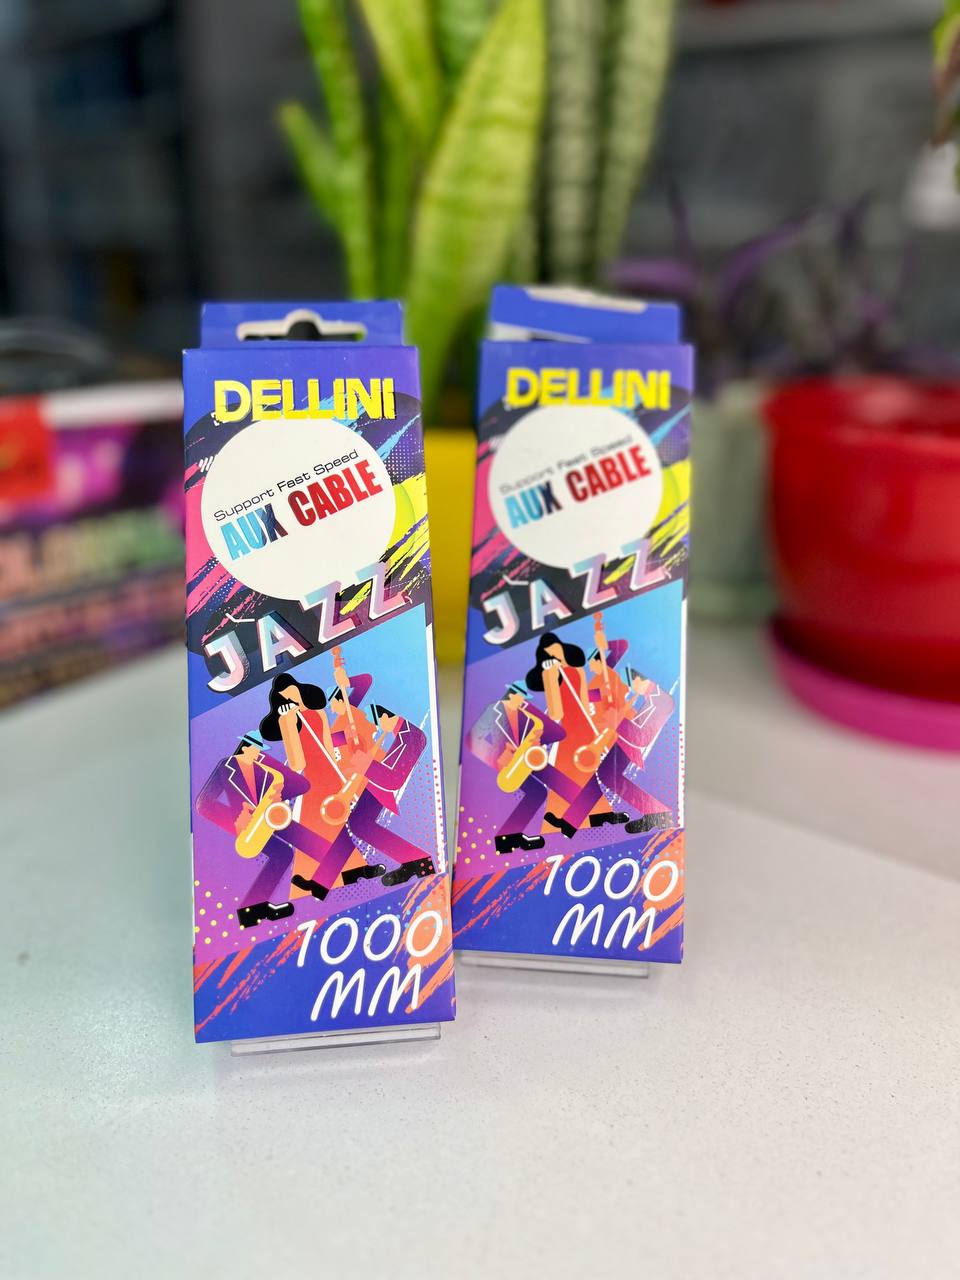 DELLINI
Support Fast Speed
AUX CABLE
JAZZ
1000
MM
DELLINI
Support Fast Speed
AUX CABLE
JAZZ
1000
MM